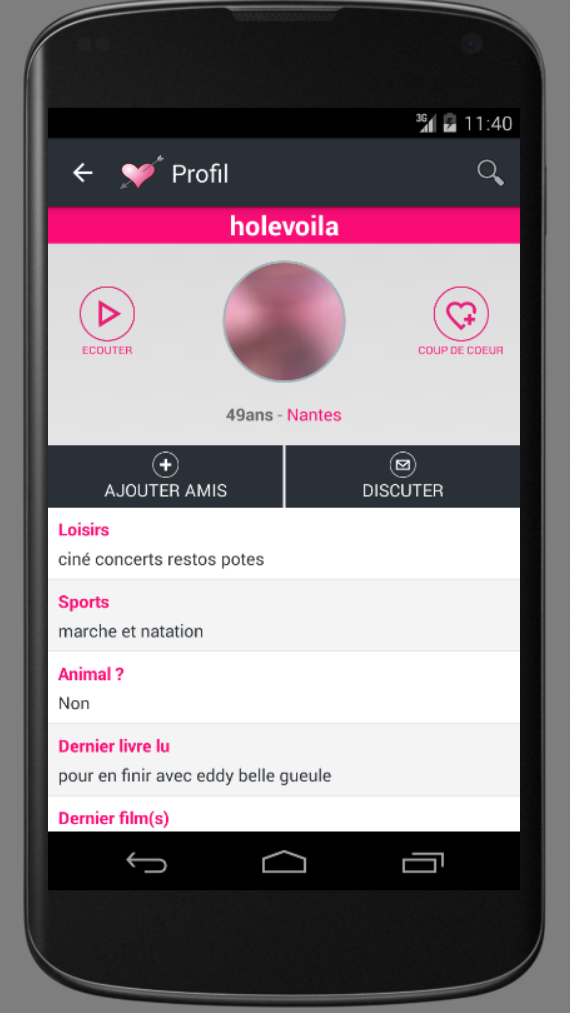 3G 11:40
Profil
holevoila
ECOUTER
COUP DE COEUR
49ans - Nantes
AJOUTER AMIS
DISCUTER
Loisirs
ciné concerts restos potes
Sports
marche et natation
Animal ?
Non
Dernier livre lu
pour en finir avec eddy belle gueule
Dernier film(s)